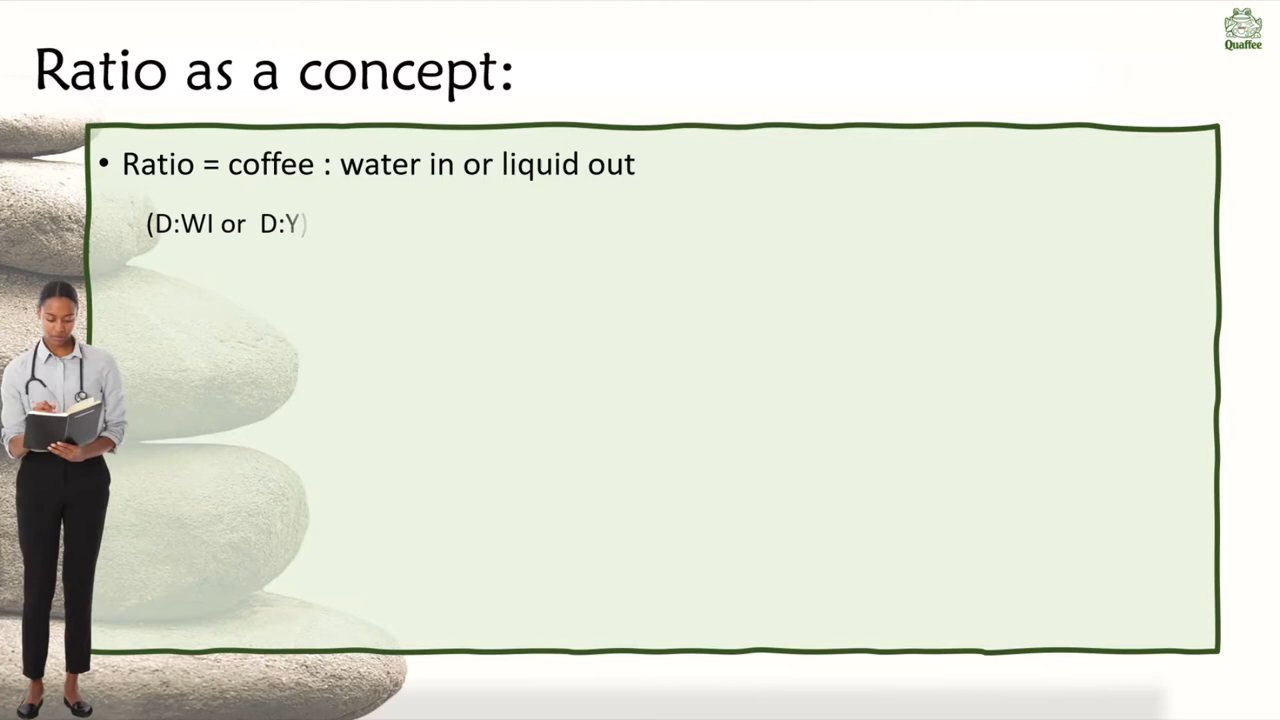 Quaffee
Ratio as a concept:
• Ratio = coffee : water in or liquid out
(D:WI or D:Y)